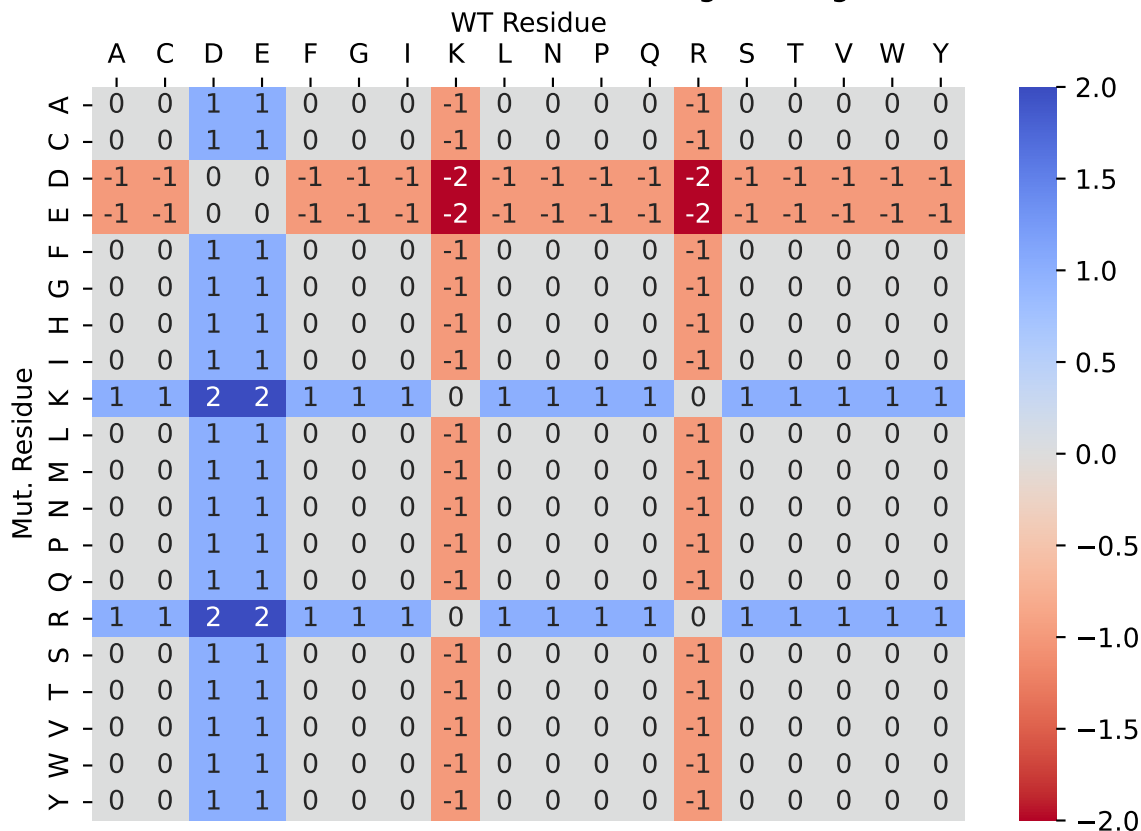 WT Residue
A C D E F G I K L N P Q R S T V W Y
A 0 0 1 1 0 0 0 -1 0 0 0 0 -1 0 0 0 0 0
C 0 0 1 1 0 0 0 -1 0 0 0 0 -1 0 0 0 0 0
D -1 -1 0 0 -1 -1 -1 -2 -1 -1 -1 -1 -2 -1 -1 -1 -1 -1
E -1 -1 0 0 -1 -1 -1 -2 -1 -1 -1 -1 -2 -1 -1 -1 -1 -1
F 0 0 1 1 0 0 0 -1 0 0 0 0 -1 0 0 0 0 0
G 0 0 1 1 0 0 0 -1 0 0 0 0 -1 0 0 0 0 0
H 0 0 1 1 0 0 0 -1 0 0 0 0 -1 0 0 0 0 0
I 0 0 1 1 0 0 0 -1 0 0 0 0 -1 0 0 0 0 0
K 1 1 2 2 1 1 1 0 1 1 1 1 0 1 1 1 1 1
L 0 0 1 1 0 0 0 -1 0 0 0 0 -1 0 0 0 0 0
M 0 0 1 1 0 0 0 -1 0 0 0 0 -1 0 0 0 0 0
N 0 0 1 1 0 0 0 -1 0 0 0 0 -1 0 0 0 0 0
P 0 0 1 1 0 0 0 -1 0 0 0 0 -1 0 0 0 0 0
Q 0 0 1 1 0 0 0 -1 0 0 0 0 -1 0 0 0 0 0
R 1 1 2 2 1 1 1 0 1 1 1 1 0 1 1 1 1 1
S 0 0 1 1 0 0 0 -1 0 0 0 0 -1 0 0 0 0 0
T 0 0 1 1 0 0 0 -1 0 0 0 0 -1 0 0 0 0 0
V 0 0 1 1 0 0 0 -1 0 0 0 0 -1 0 0 0 0 0
W 0 0 1 1 0 0 0 -1 0 0 0 0 -1 0 0 0 0 0
Y 0 0 1 1 0 0 0 -1 0 0 0 0 -1 0 0 0 0 0
Mut. Residue
2.0
1.5
1.0
0.5
0.0
−0.5
−1.0
−1.5
−2.0